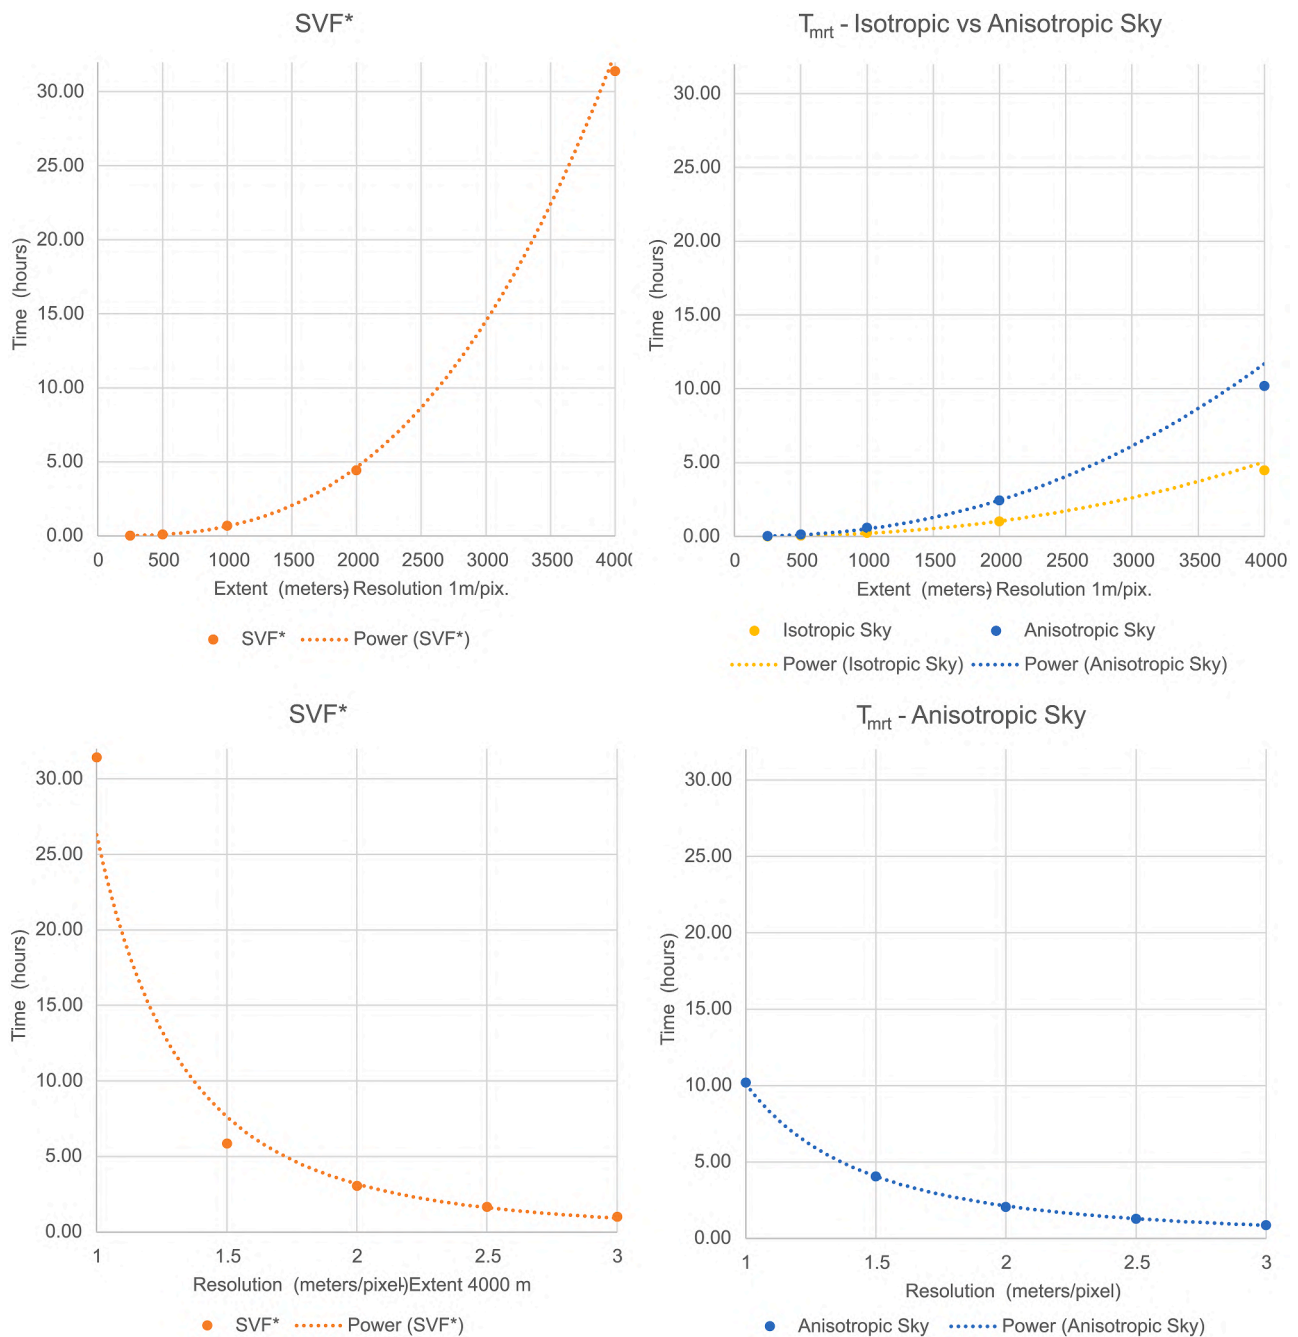 SVF*
T_mrt - Isotropic vs Anisotropic Sky
30.00
25.00
20.00
15.00
10.00
5.00
0.00
Time (hours)
0 500 1000 1500 2000 2500 3000 3500 4000
Extent (meters) - Resolution 1m/pix.
SVF* Power (SVF*)
30.00
25.00
20.00
15.00
10.00
5.00
0.00
Time (hours)
0 500 1000 1500 2000 2500 3000 3500 4000
Extent (meters) - Resolution 1m/pix.
Isotropic Sky Anisotropic Sky
Power (Isotropic Sky) Power (Anisotropic Sky)
SVF*
T_mrt - Anisotropic Sky
30.00
25.00
20.00
15.00
10.00
5.00
0.00
Time (hours)
1 1.5 2 2.5 3
Resolution (meters/pixel) - Extent 4000 m
SVF* Power (SVF*)
30.00
25.00
20.00
15.00
10.00
5.00
0.00
Time (hours)
1 1.5 2 2.5 3
Resolution (meters/pixel)
Anisotropic Sky Power (Anisotropic Sky)